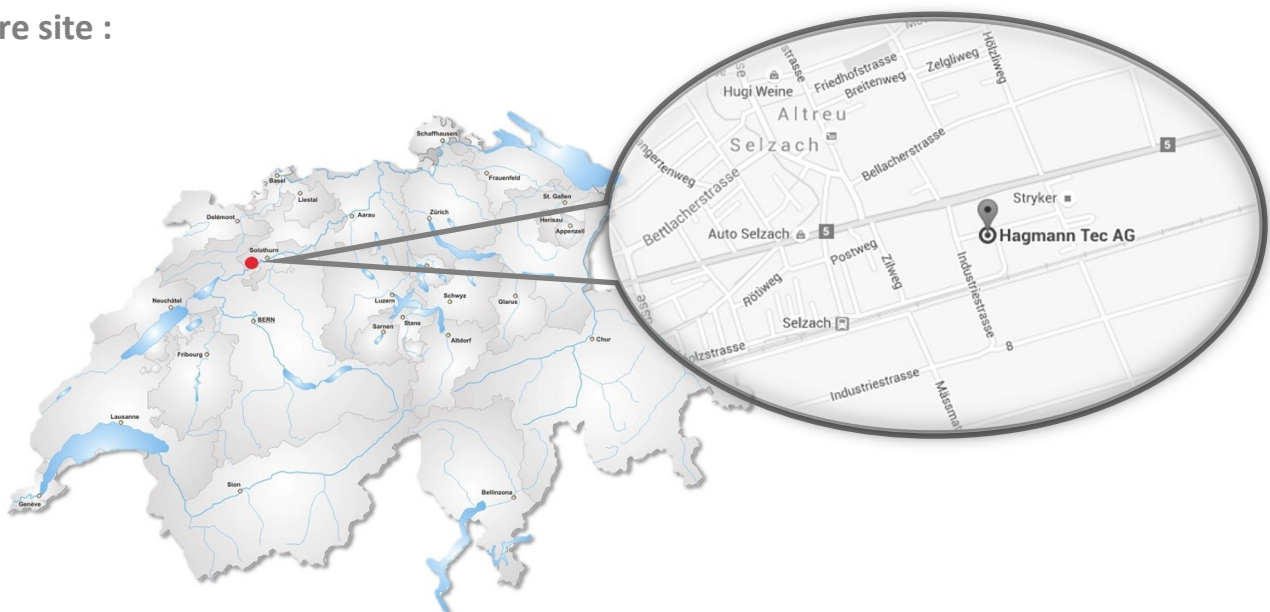 re site :
Schaffhausen
Basel
Liestal
Frauenfeld
St. Gallen
Herisau
Appenzell
Delémont
Aarau
Zürich
Solothurn
Neuchâtel
BERN
Luzern
Schwyz
Glarus
Stans
Sarnen
Altdorf
Fribourg
Chur
Lausanne
Sion
Bellinzona
Genève
Hölzliweg
Friedhofstrasse
Zelgliweg
Breitenweg
Hugi Weine
Altreu
Selzach
Bellacherstrasse
5
Bettlacherstrasse
Stryker
Auto Selzach
5
Hagmann Tec AG
Postweg
Zilweg
Rötiweg
Industriestrasse
Selzach
8
Industriestrasse